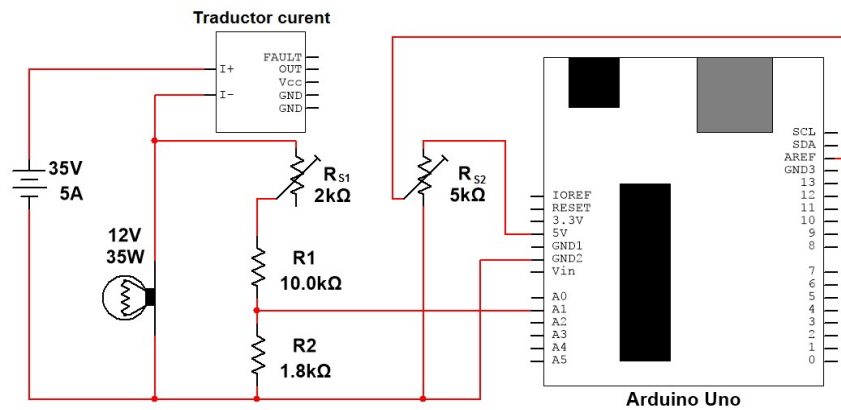 Traductor curent
I+
I-
FAULT
OUT
Vcc
GND
GND
35V
5A
12V
35W
RS1
2kΩ
R1
10.0kΩ
R2
1.8kΩ
RS2
5kΩ
IOREF
RESET
3.3V
5V
GND1
GND2
Vin
A0
A1
A2
A3
A4
A5
SCL
SDA
AREF
GND3
13
12
11
10
9
8
7
6
5
4
3
2
1
0
Arduino Uno